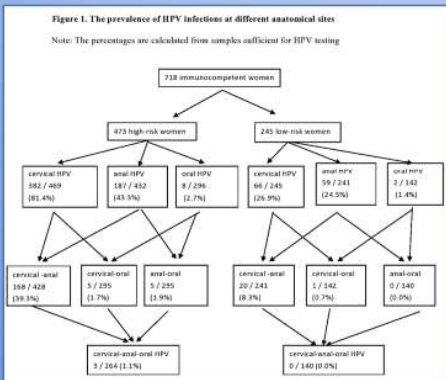 Figure 1. The prevalence of HPV infections at different anatomical sites
Note: The percentages are calculated from samples sufficient for HPV testing
718 immunocompetent women
473 high-risk women
245 low-risk women
cervical HPV
382 / 469
(81.4%)
anal HPV
187 / 432
(43.3%)
oral HPV
8 / 296
(2.7%)
cervical HPV
66 / 245
(26.9%)
anal HPV
59 / 241
(24.5%)
oral HPV
2 / 142
(1.4%)
cervical -anal
168 / 428
(39.3%)
cervical-oral
5 / 295
(1.7%)
anal-oral
5 / 295
(1.9%)
cervical -anal
20 / 241
(8.3%)
cervical-oral
1 / 142
(0.7%)
anal-oral
0 / 140
(0.0%)
cervical-anal-oral HPV
3 / 264 (1.1%)
cervical-anal-oral HPV
0 / 140 (0.0%)